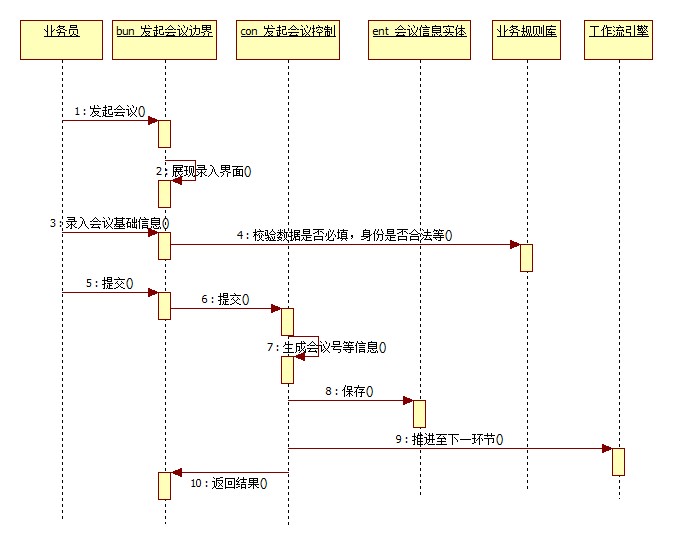 业务员
bun 发起会议边界
con 发起会议控制
ent 会议信息实体
业务规则库
工作流引擎
1 : 发起会议()
2 : 展现录入界面()
3 : 录入会议基础信息()
4 : 校验数据是否必填，身份是否合法等()
5 : 提交()
6 : 提交()
7 : 生成会议号等信息()
8 : 保存()
9 : 推进至下一环节()
10 : 返回结果()